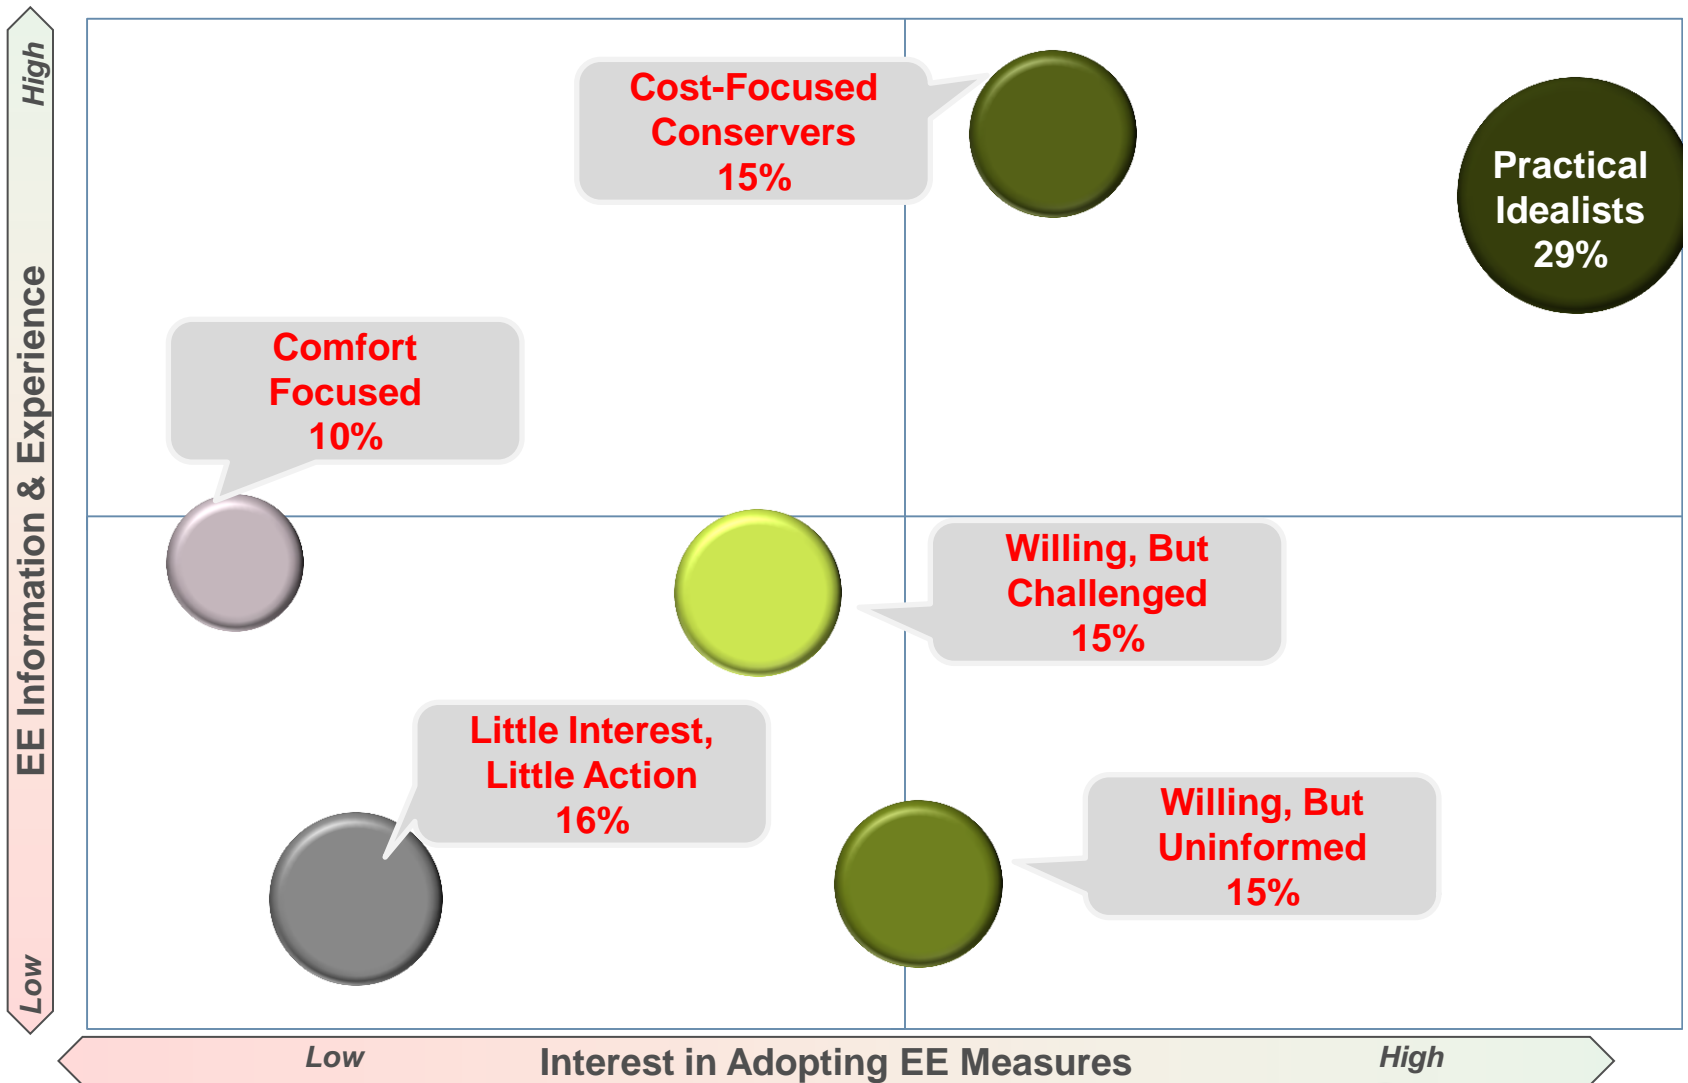 High
EE Information & Experience
Low
Cost-Focused
Conservers
15%
Practical
Idealists
29%
Comfort
Focused
10%
Willing, But
Challenged
15%
Little Interest,
Little Action
16%
Willing, But
Uninformed
15%
Low
Interest in Adopting EE Measures
High